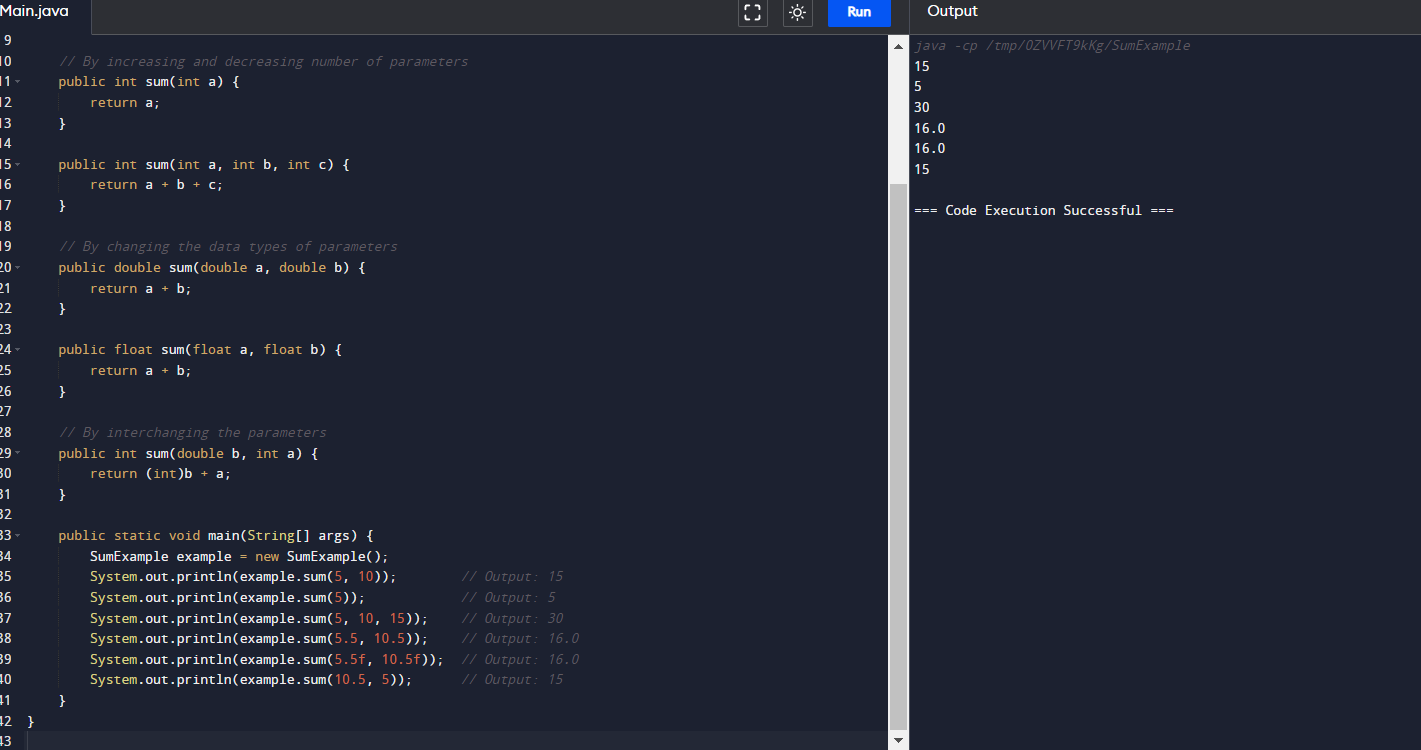 Main.java
Run
Output
9
10 // By increasing and decreasing number of parameters
11 public int sum(int a) {
12 return a;
13 }
14
15 public int sum(int a, int b, int c) {
16 return a + b + c;
17 }
18
19 // By changing the data types of parameters
20 public double sum(double a, double b) {
21 return a + b;
22 }
23
24 public float sum(float a, float b) {
25 return a + b;
26 }
27
28 // By interchanging the parameters
29 public int sum(double b, int a) {
30 return (int)b + a;
31 }
32
33 public static void main(String[] args) {
34 SumExample example = new SumExample();
35 System.out.println(example.sum(5, 10)); // Output: 15
36 System.out.println(example.sum(5)); // Output: 5
37 System.out.println(example.sum(5, 10, 15)); // Output: 30
38 System.out.println(example.sum(5.5, 10.5)); // Output: 16.0
39 System.out.println(example.sum(5.5f, 10.5f)); // Output: 16.0
40 System.out.println(example.sum(10.5, 5)); // Output: 15
41 }
42 }
43
java -cp /tmp/OZVVFT9kKg/SumExample
15
5
30
16.0
16.0
15
=== Code Execution Successful ===